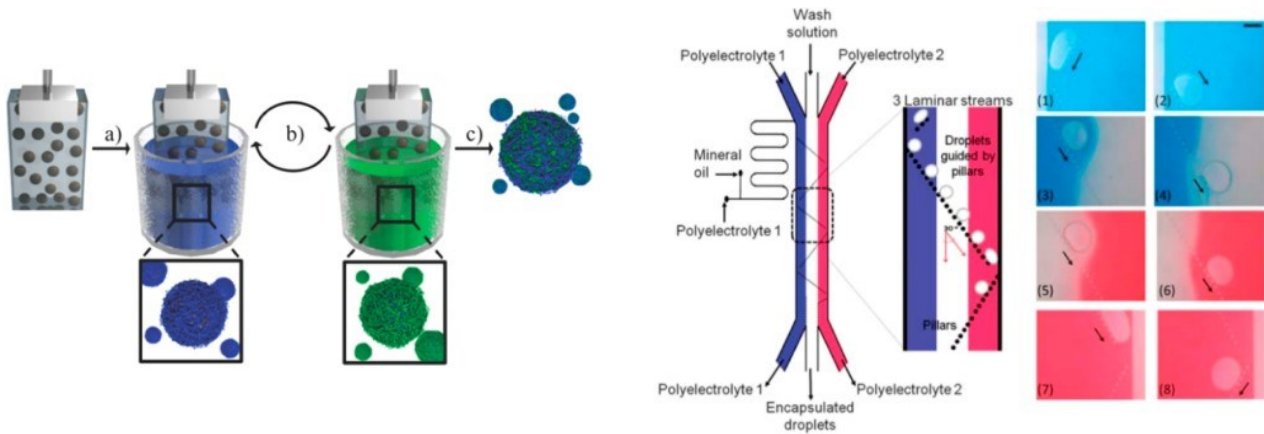 a)
b)
c)
Wash
solution
Polyelectrolyte 1
Polyelectrolyte 2
3 Laminar streams
Droplets
guided by
pillars
Mineral
oil
Polyelectrolyte 1
Pillars
Polyelectrolyte 1
Polyelectrolyte 2
Encapsulated
droplets
(1)
(2)
(3)
(4)
(5)
(6)
(7)
(8)